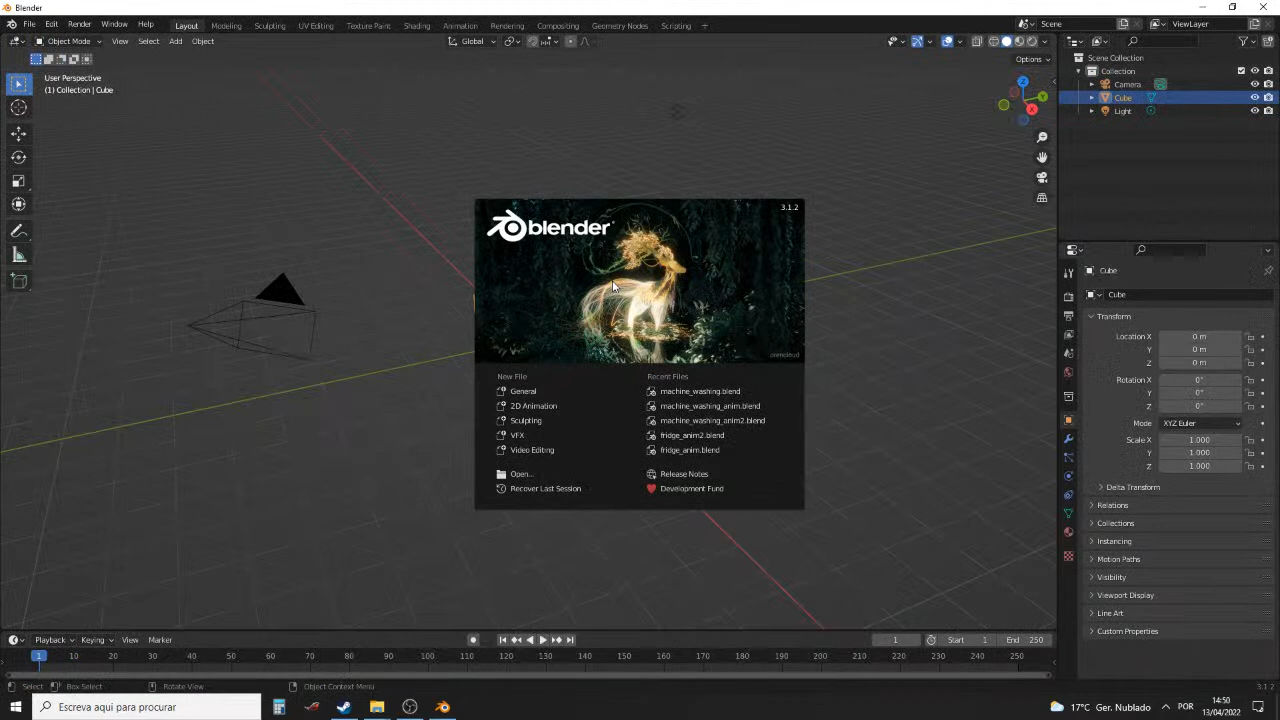 Blender
File Edit Render Window Help Layout Modeling Sculpting UV Editing Texture Paint Shading Animation Rendering Compositing Geometry Nodes Scripting + Scene ViewLayer
Object Mode View Select Add Object Global
Options
User Perspective
(1) Collection | Cube
Z
Y
X
Scene Collection
Collection
Camera
Cube
Light
blender
3.1.2
orencloud
New File
General
2D Animation
Sculpting
VFX
Video Editing
Open...
Recover Last Session
Recent Files
machine_washing.blend
machine_washing_anim.blend
machine_washing_anim2.blend
fridge_anim2.blend
fridge_anim.blend
Release Notes
Development Fund
Cube
Cube
Transform
Location X 0 m
Y 0 m
Z 0 m
Rotation X 0°
Y 0°
Z 0°
Mode XYZ Euler
Scale X 1.000
Y 1.000
Z 1.000
Delta Transform
Relations
Collections
Instancing
Motion Paths
Visibility
Viewport Display
Line Art
Custom Properties
Playback Keying View Marker 1 Start 1 End 250
1 10 20 30 40 50 60 70 80 90 100 110 120 130 140 150 160 170 180 190 200 210 220 230 240 250
Select Box Select Rotate View Object Context Menu 3.1.2
Escreva aqui para procurar
17°C Ger. Nublado POR
14:50
13/04/2022